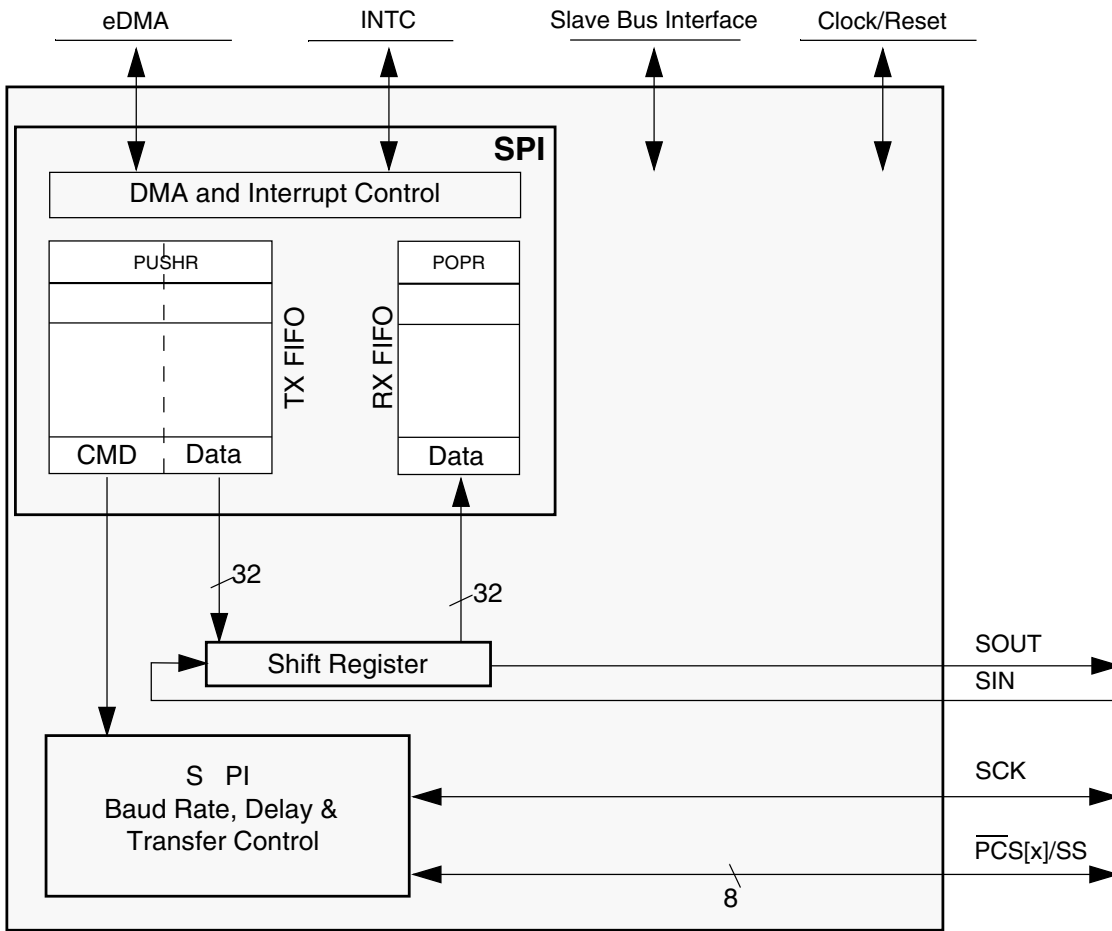 eDMA
INTC
Slave Bus Interface
Clock/Reset
SPI
DMA and Interrupt Control
PUSHR
POPR
TX FIFO
RX FIFO
CMD
Data
Data
32
32
Shift Register
SOUT
SIN
S PI
Baud Rate, Delay &
Transfer Control
SCK
PCS[x]/SS
8